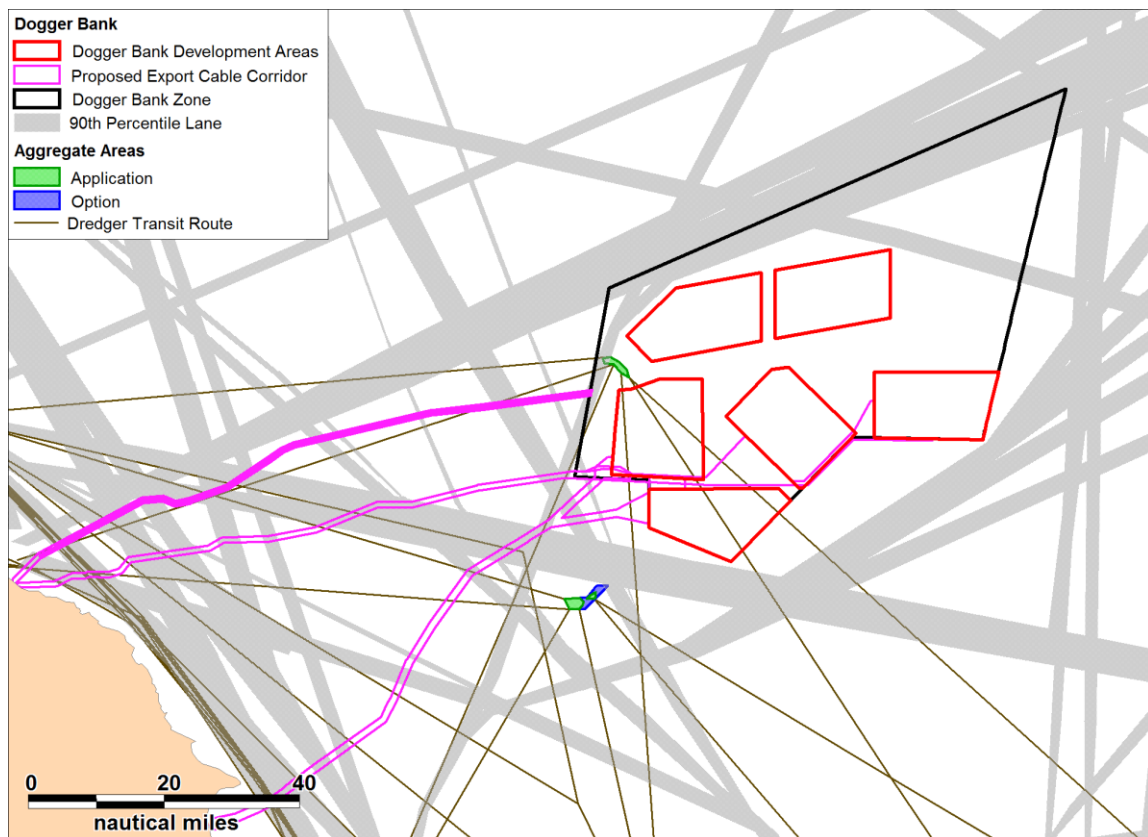 Dogger Bank
Dogger Bank Development Areas
Proposed Export Cable Corridor
Dogger Bank Zone
90th Percentile Lane
Aggregate Areas
Application
Option
Dredger Transit Route
0 20 40
nautical miles